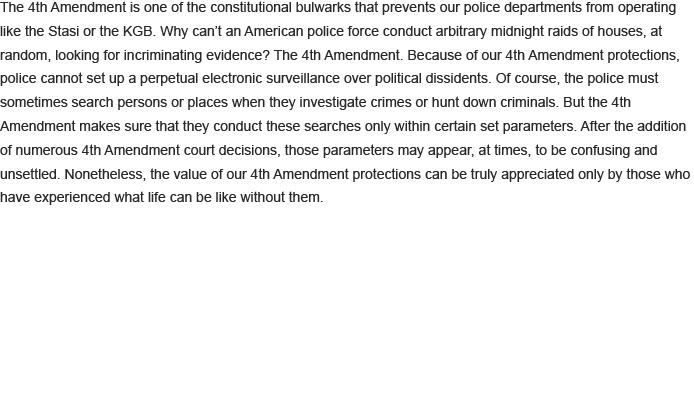 The 4th Amendment is one of the constitutional bulwarks that prevents our police departments from operating
like the Stasi or the KGB. Why can’t an American police force conduct arbitrary midnight raids of houses, at
random, looking for incriminating evidence? The 4th Amendment. Because of our 4th Amendment protections,
police cannot set up a perpetual electronic surveillance over political dissidents. Of course, the police must
sometimes search persons or places when they investigate crimes or hunt down criminals. But the 4th
Amendment makes sure that they conduct these searches only within certain set parameters. After the addition
of numerous 4th Amendment court decisions, those parameters may appear, at times, to be confusing and
unsettled. Nonetheless, the value of our 4th Amendment protections can be truly appreciated only by those who
have experienced what life can be like without them.